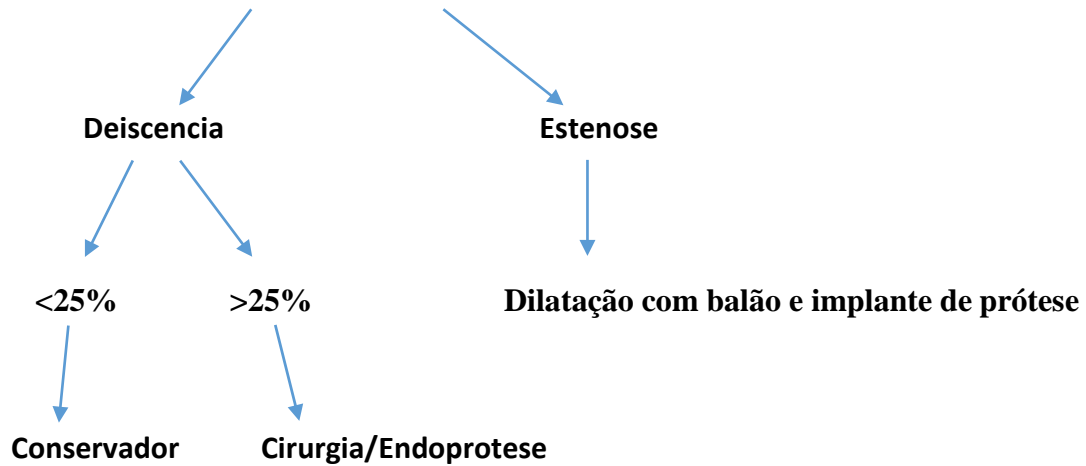 Deiscencia
Estenose
<25%
>25%
Dilatação com balão e implante de prótese
Conservador
Cirurgia/Endoprotese